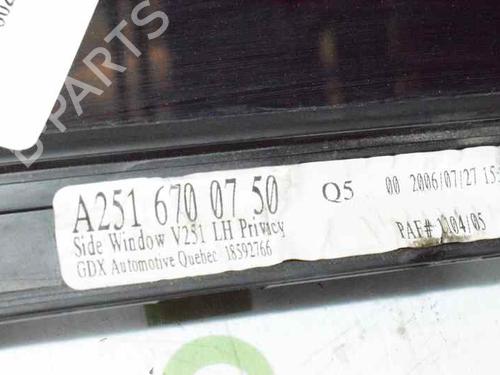 A251 670 07 50 Q5 00 2006/07/27 15:
Side Window V251 LH Privacy
GDX Automotive Quebec 18592766
PAF# 1104/05
B-PARTS